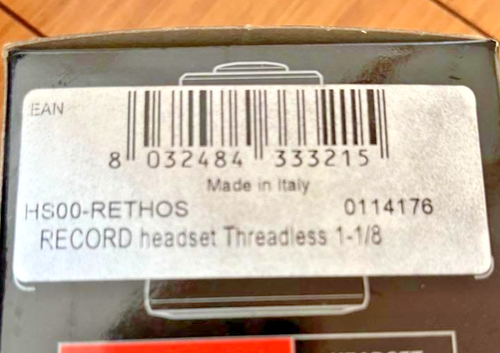 EAN
8 032484 333215
Made in Italy
HS00-RETHOS 0114176
RECORD headset Threadless 1-1/8